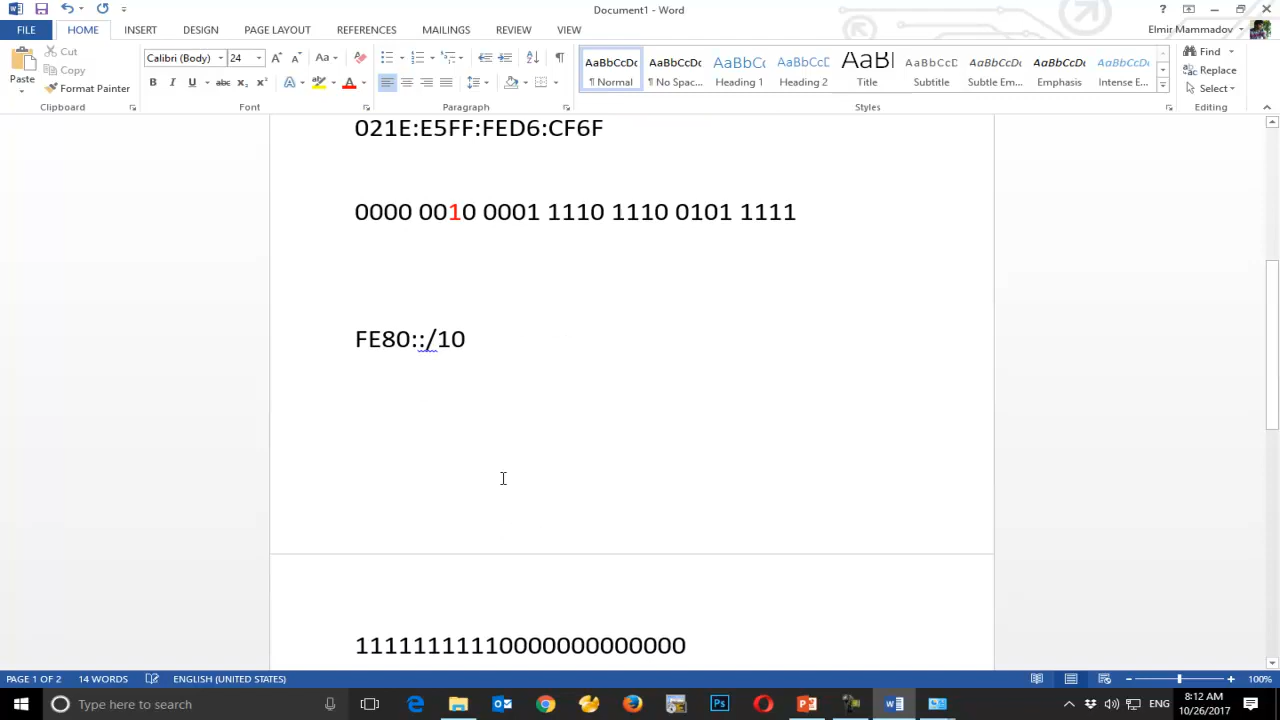 Document1 - Word
FILE HOME INSERT DESIGN PAGE LAYOUT REFERENCES MAILINGS REVIEW VIEW
Elmir Mammadov
Paste
Cut
Copy
Format Painter
Clipboard
Calibri (Body) 24
Font
Paragraph
AaBbCcDc AaBbCcDc AaBbCc AaBbCcC AaBl AaBbCcD AaBbCcDc AaBbCcDc AaBbCcDc
¶ Normal ¶ No Spac... Heading 1 Heading 2 Title Subtitle Subtle Em... Emphasis Intense E...
Styles
Find
Replace
Select
Editing
021E:E5FF:FED6:CF6F
0000 0010 0001 1110 1110 0101 1111
FE80::/10
11111111110000000000000
PAGE 1 OF 2 14 WORDS ENGLISH (UNITED STATES) 100%
Type here to search
ENG
8:12 AM
10/26/2017